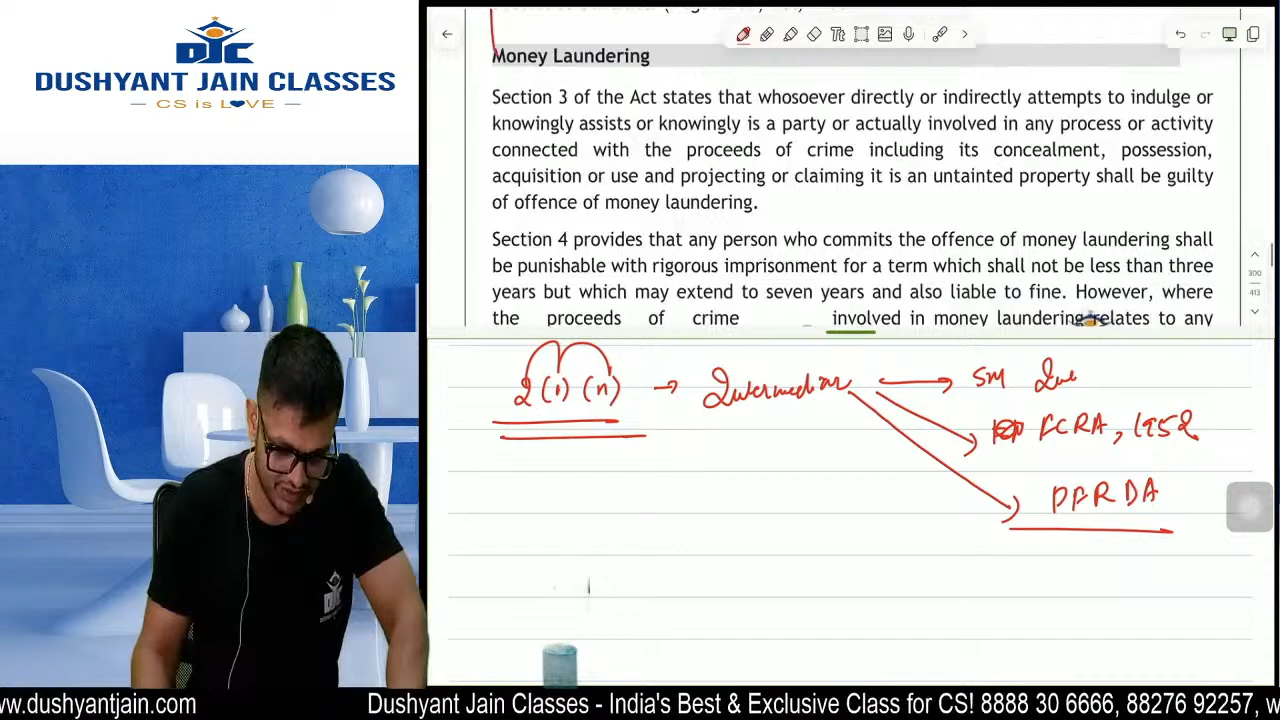 DJC
DUSHYANT JAIN CLASSES
CS is LOVE
Money Laundering
Section 3 of the Act states that whosoever directly or indirectly attempts to indulge or
knowingly assists or knowingly is a party or actually involved in any process or activity
connected with the proceeds of crime including its concealment, possession,
acquisition or use and projecting or claiming it is an untainted property shall be guilty
of offence of money laundering.
Section 4 provides that any person who commits the offence of money laundering shall
be punishable with rigorous imprisonment for a term which shall not be less than three
years but which may extend to seven years and also liable to fine. However, where
the proceeds of crime involved in money laundering relates to any
300
413
2(1)(n) → Intermediar → SM
FCRA, 1952
PFRDA
DJC
ww.dushyantjain.com Dushyant Jain Classes - India's Best & Exclusive Class for CS! 8888 30 6666, 88276 92257, w